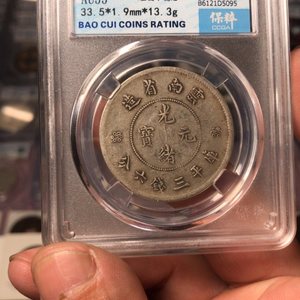 33.5*1.9mm*13.3g
B6121D5095
BAO CUI COINS RATING
保粹
雲南省造
光緒元寶
庫平三錢六分